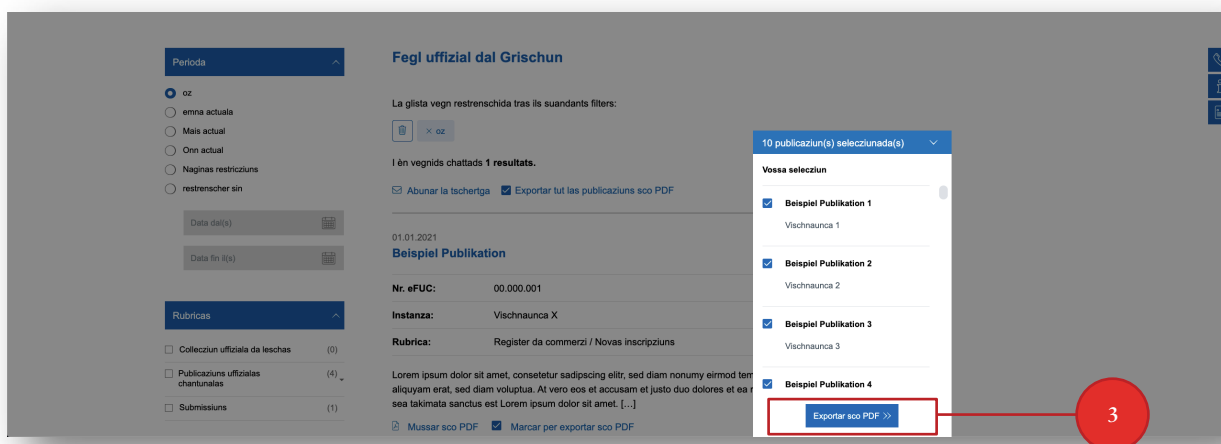 Perioda
oz
emna actuala
Mais actual
Onn actual
Naginas restricziuns
restrenscher sin
Data dal(s)
Data fin il(s)
Rubricas
Collecziun uffiziala da leschas (0)
Publicaziuns uffizialas (4)
chantunalas
Submissiuns (1)
Fegl uffizial dal Grischun
La glista vegn restrenschida tras ils suandants filters:
× oz
I èn vegnids chattads 1 resultats.
Abunar la tschertga Exportar tut las publicaziuns sco PDF
01.01.2021
Beispiel Publikation
Nr. eFUC: 00.000.001
Instanza: Vischnaunca X
Rubrica: Register da commerzi / Novas inscripziuns
Lorem ipsum dolor sit amet, consetetur sadipscing elitr, sed diam nonumy eirmod tem
aliquyam erat, sed diam voluptua. At vero eos et accusam et justo duo dolores et ea r
sea takimata sanctus est Lorem ipsum dolor sit amet. […]
Mussar sco PDF Marcar per exportar sco PDF
10 publicaziun(s) selecziunada(s)
Vossa selecziun
Beispiel Publikation 1
Vischnaunca 1
Beispiel Publikation 2
Vischnaunca 2
Beispiel Publikation 3
Vischnaunca 3
Beispiel Publikation 4
Exportar sco PDF >>
3